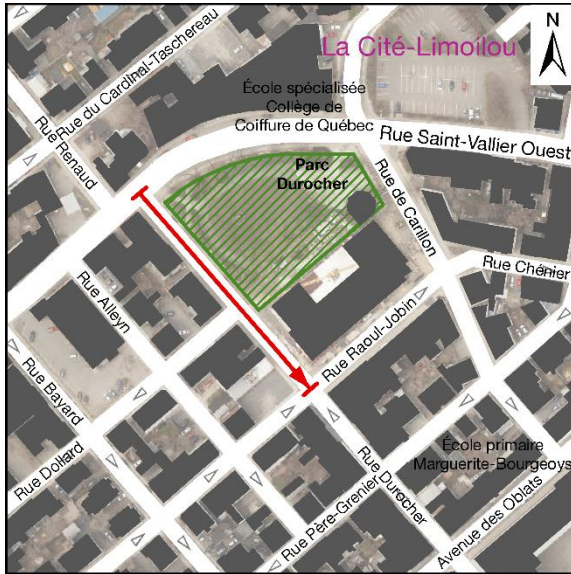 N
La Cité-Limoilou
Rue du Cardinal-Taschereau
École spécialisée
Collège de
Coiffure de Québec
Rue Renaud
Rue Saint-Vallier Ouest
Parc
Durocher
Rue de Carillon
Rue Chénier
Rue Alleyn
Rue Raoul-Jobin
Rue Bayard
École primaire
Marguerite-Bourgeoys
Rue Dollard
Rue Durocher
Rue Père-Grenier
Avenue des Oblats